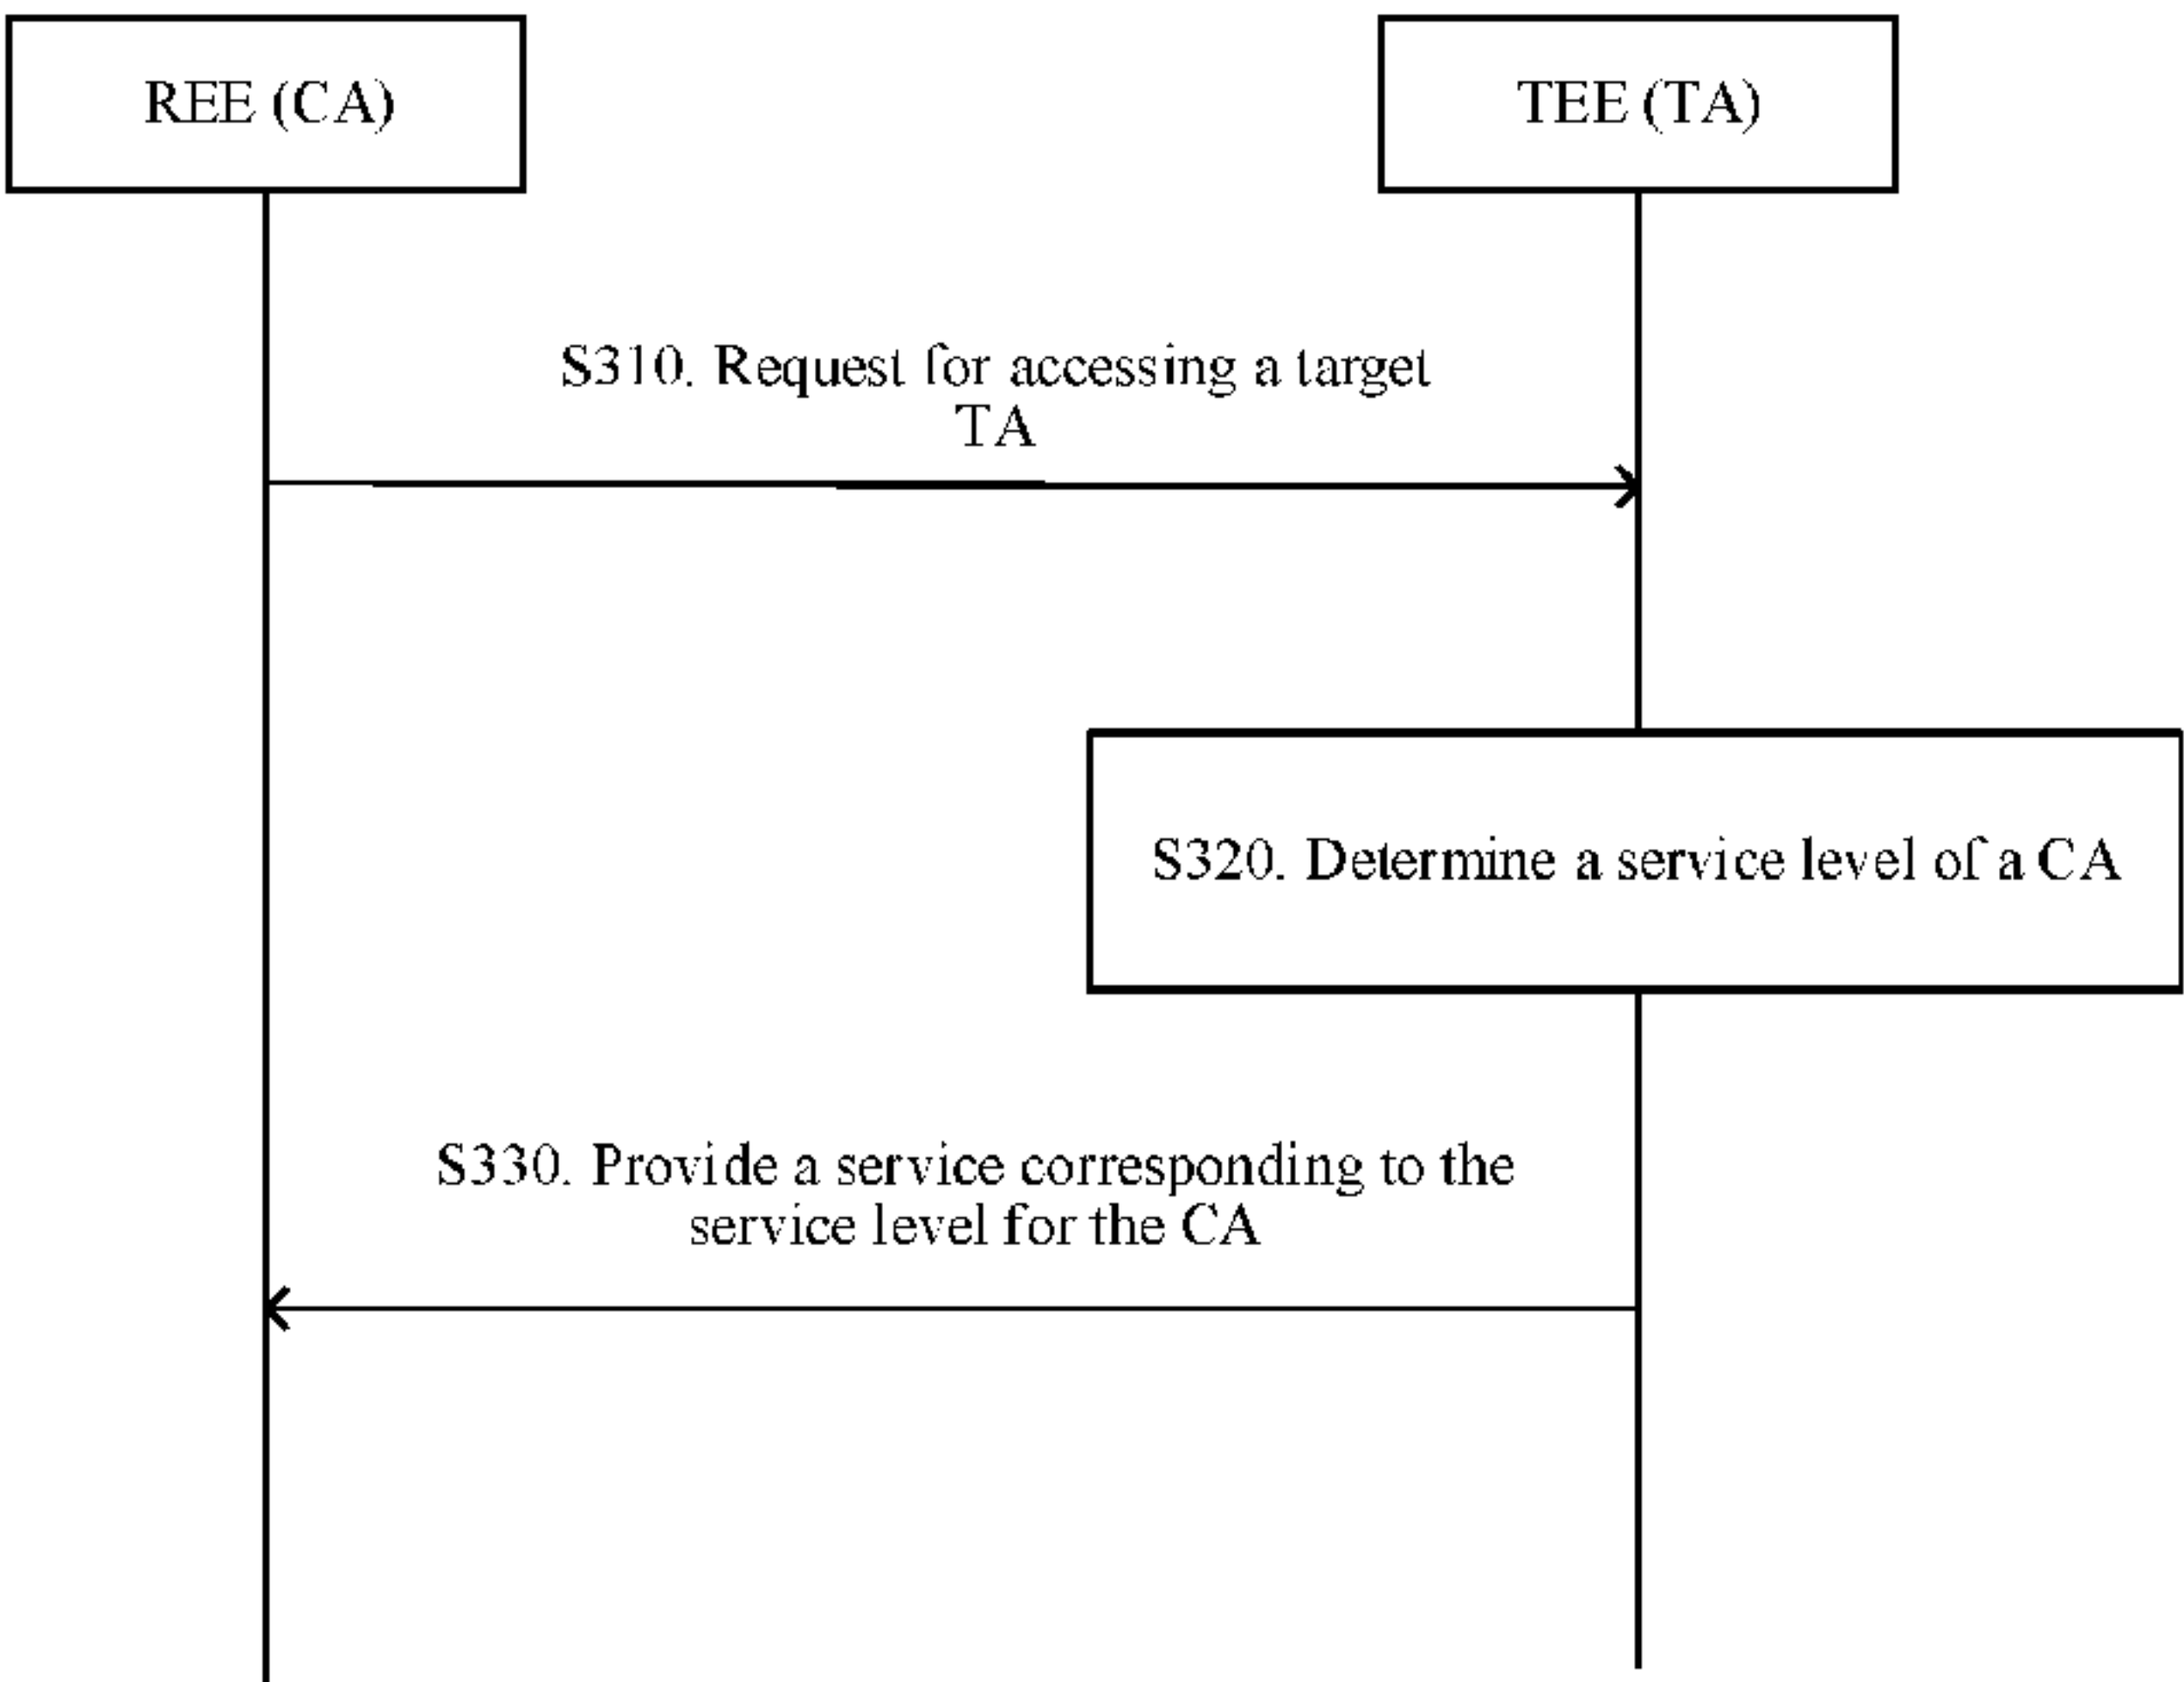 REE (CA)
TEE (TA)
S310. Request for accessing a target
TA
S320. Determine a service level of a CA
S330. Provide a service corresponding to the
service level for the CA